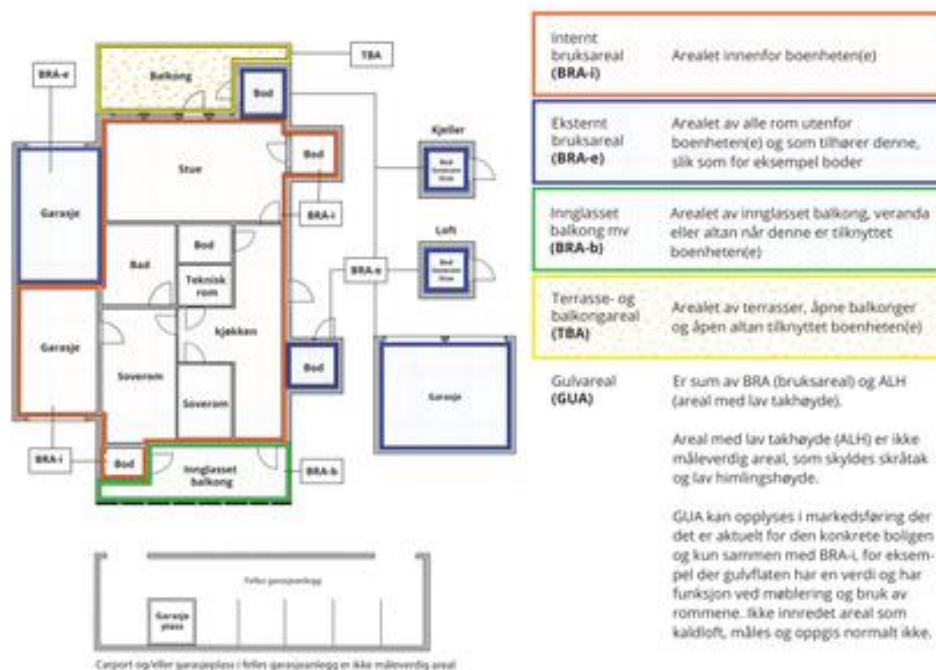 TBA
BRA-e
Balkong
Bod
Kjeller
Bod
Stue
Bod
BRA-i
Garasje
Loft
Bod
Bod
Bad
BRA-e
Teknisk
rom
kjøkken
Garasje
Soverom
Bod
Soverom
Garasje
BRA-i
Bod
Innglasset
balkong
BRA-b
Felles garasjeanlegg
Garasje
plass
Carport og/eller garasjeplass i felles garasjeanlegg er ikke måleverdig areal
Internt
bruksareal
(BRA-i)
Arealet innenfor boenheten(e)
Eksternt
bruksareal
(BRA-e)
Arealet av alle rom utenfor
boenheten(e) og som tilhører denne,
slik som for eksempel boder
Innglasset
balkong mv
(BRA-b)
Arealet av innglasset balkong, veranda
eller altan når denne er tilknyttet
boenheten(e)
Terrasse- og
balkongareal
(TBA)
Arealet av terrasser, åpne balkonger
og åpen altan tilknyttet boenheten(e)
Gulvareal
(GUA)
Er sum av BRA (bruksareal) og ALH
(areal med lav takhøyde).
Areal med lav takhøyde (ALH) er ikke
måleverdig areal, som skyldes skråtak
og lav himlingshøyde.
GUA kan opplyses i markedsføring der
det er aktuelt for den konkrete boligen
og kun sammen med BRA-i, for eksem-
pel der gulvflaten har en verdi og har
funksjon ved møblering og bruk av
rommene. Ikke innredet areal som
kaldloft, måles og oppgis normalt ikke.